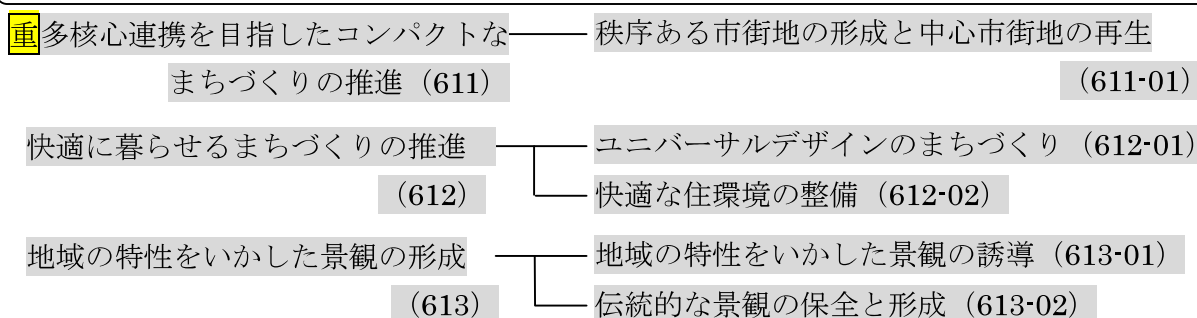 重多核心連携を目指したコンパクトな
まちづくりの推進（611）
秩序ある市街地の形成と中心市街地の再生
（611-01）
快適に暮らせるまちづくりの推進
（612）
ユニバーサルデザインのまちづくり（612-01）
快適な住環境の整備（612-02）
地域の特性をいかした景観の形成
（613）
地域の特性をいかした景観の誘導（613-01）
伝統的な景観の保全と形成（613-02）